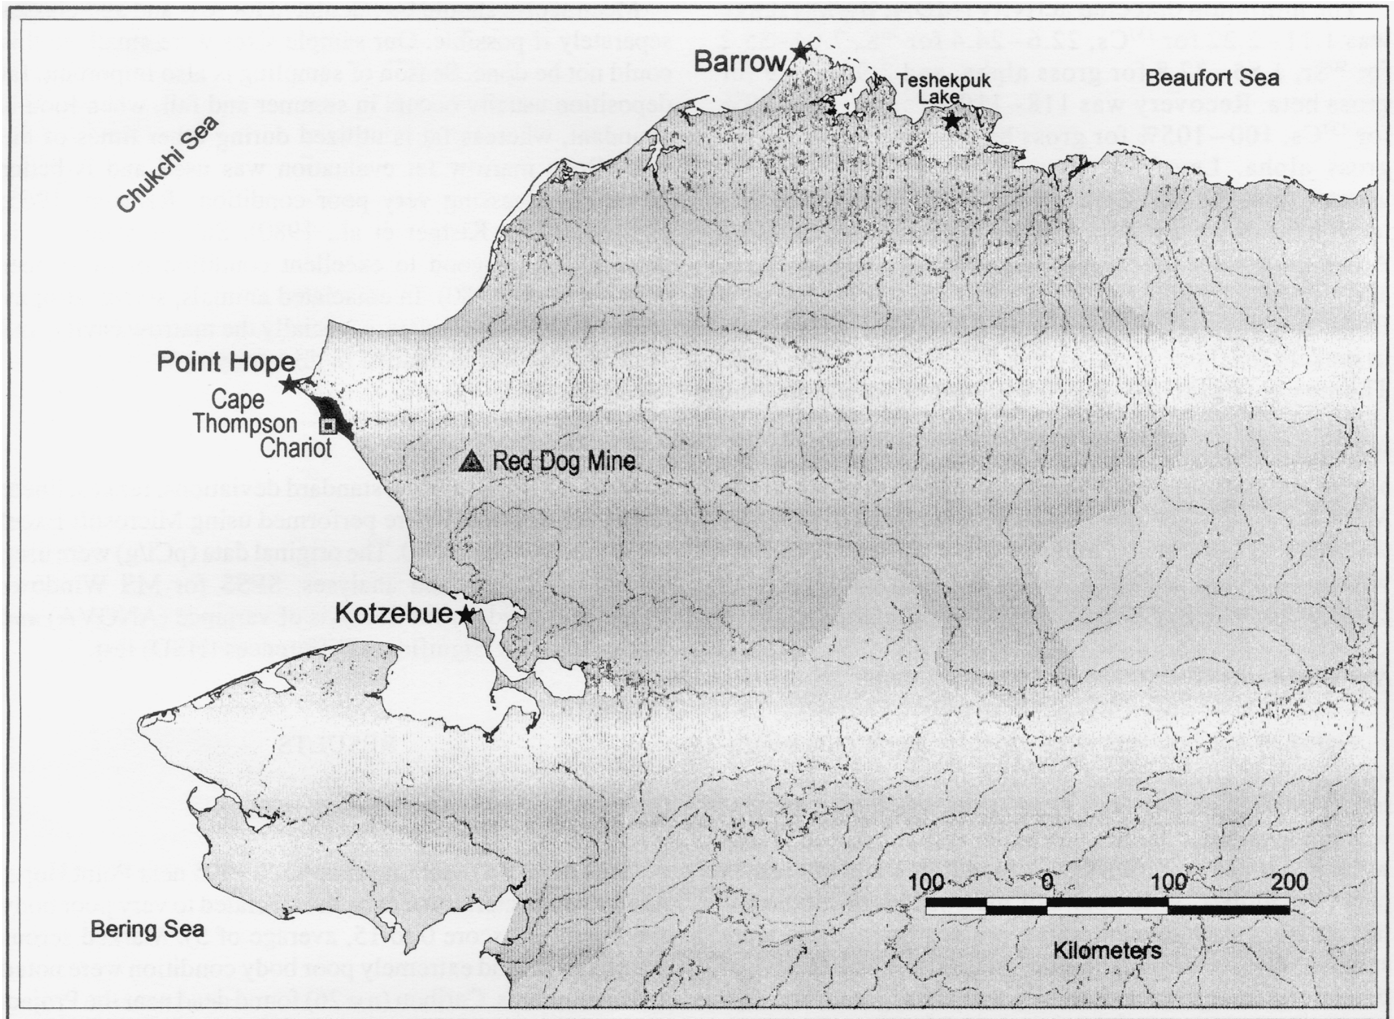 Barrow
Teshekpuk
Lake
Beaufort Sea
Chukchi Sea
Point Hope
Cape
Thompson
Chariot
Red Dog Mine
Kotzebue
Bering Sea
100 0 100 200
Kilometers